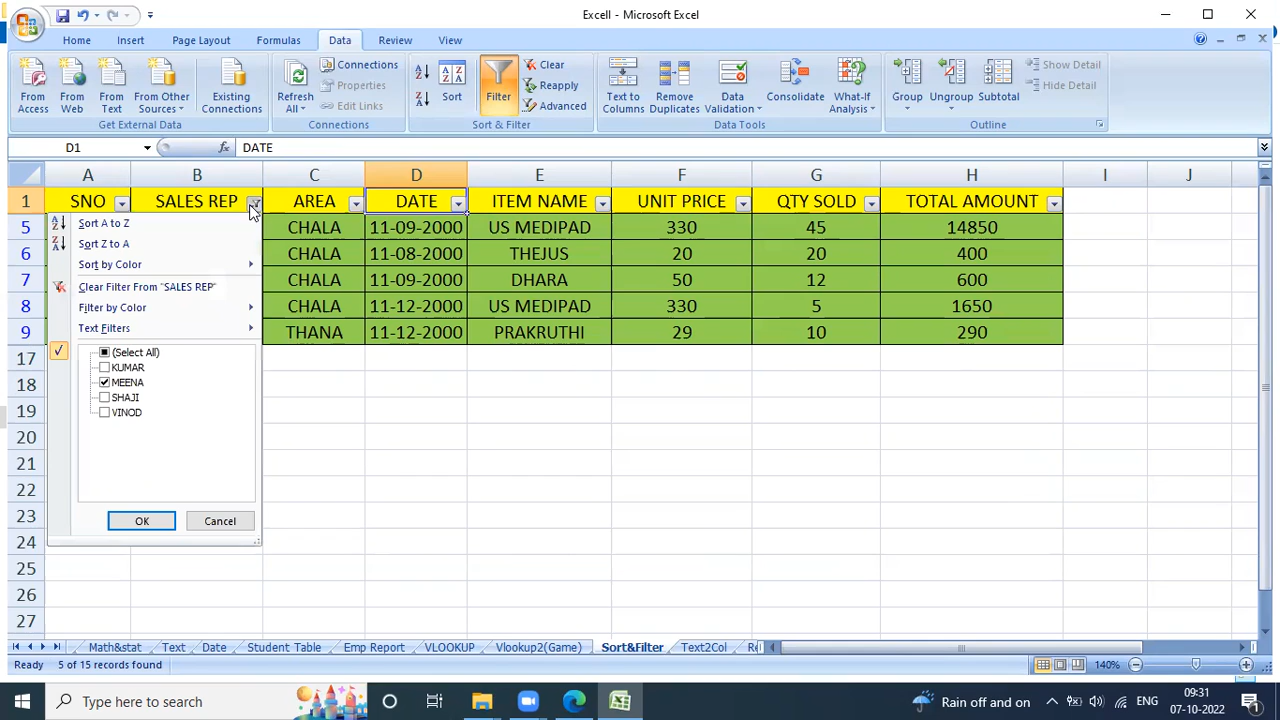 Excell - Microsoft Excel
Home Insert Page Layout Formulas Data Review View
From Access
From Web
From Text
From Other Sources
Existing Connections
Get External Data
Refresh All
Connections
Properties
Edit Links
Connections
Sort
Filter
Clear
Reapply
Advanced
Sort & Filter
Text to Columns
Remove Duplicates
Data Validation
Consolidate
What-If Analysis
Data Tools
Group
Ungroup
Subtotal
Show Detail
Hide Detail
Outline
D1 fx DATE
A B C D E F G H I J
1 SNO SALES REP AREA DATE ITEM NAME UNIT PRICE QTY SOLD TOTAL AMOUNT
5 CHALA 11-09-2000 US MEDIPAD 330 45 14850
6 CHALA 11-08-2000 THEJUS 20 20 400
7 CHALA 11-09-2000 DHARA 50 12 600
8 CHALA 11-12-2000 US MEDIPAD 330 5 1650
9 THANA 11-12-2000 PRAKRUTHI 29 10 290
17
18
19
20
21
22
23
24
25
26
27
Sort A to Z
Sort Z to A
Sort by Color
Clear Filter From "SALES REP"
Filter by Color
Text Filters
(Select All)
KUMAR
MEENA
SHAJI
VINOD
OK Cancel
Math&stat Text Date Student Table Emp Report VLOOKUP Vlookup2(Game) Sort&Filter Text2Col
Ready 5 of 15 records found 140%
Type here to search
Rain off and on
ENG
09:31
07-10-2022
1